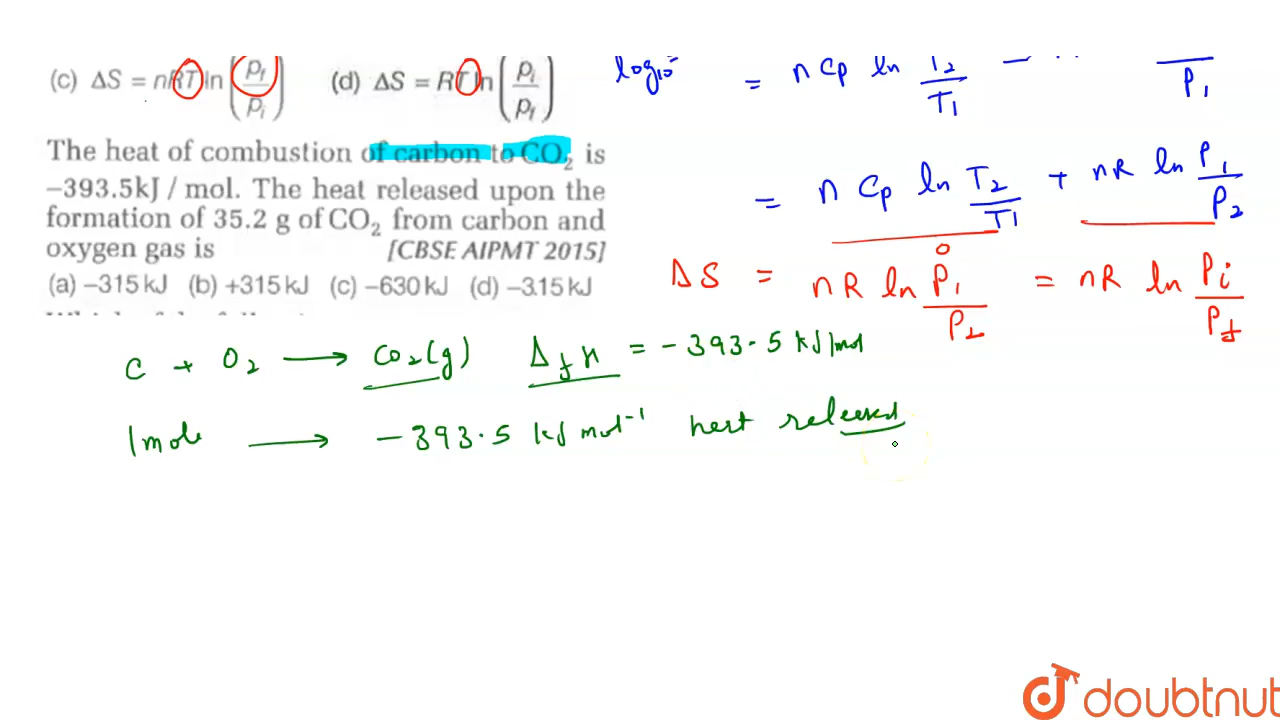 (c) ΔS = nRT ln (pf/pi) (d) ΔS = RT ln (pi/pf)
The heat of combustion of carbon to CO₂ is
−393.5kJ / mol. The heat released upon the
formation of 35.2 g of CO₂ from carbon and
oxygen gas is [CBSE AIPMT 2015]
(a) −315 kJ (b) +315 kJ (c) −630 kJ (d) −3.15 kJ
log10
= n Cp ln T2/T1 — P1
= n Cp ln T2/T1 + nR ln P1/P2
0
ΔS = nR ln P1/P2 = nR ln Pi/Pf
C + O2 → CO2(g) ΔfH = -393.5 kJ/mol
1mole → -393.5 kJ mol⁻¹ heat released
doubtnut